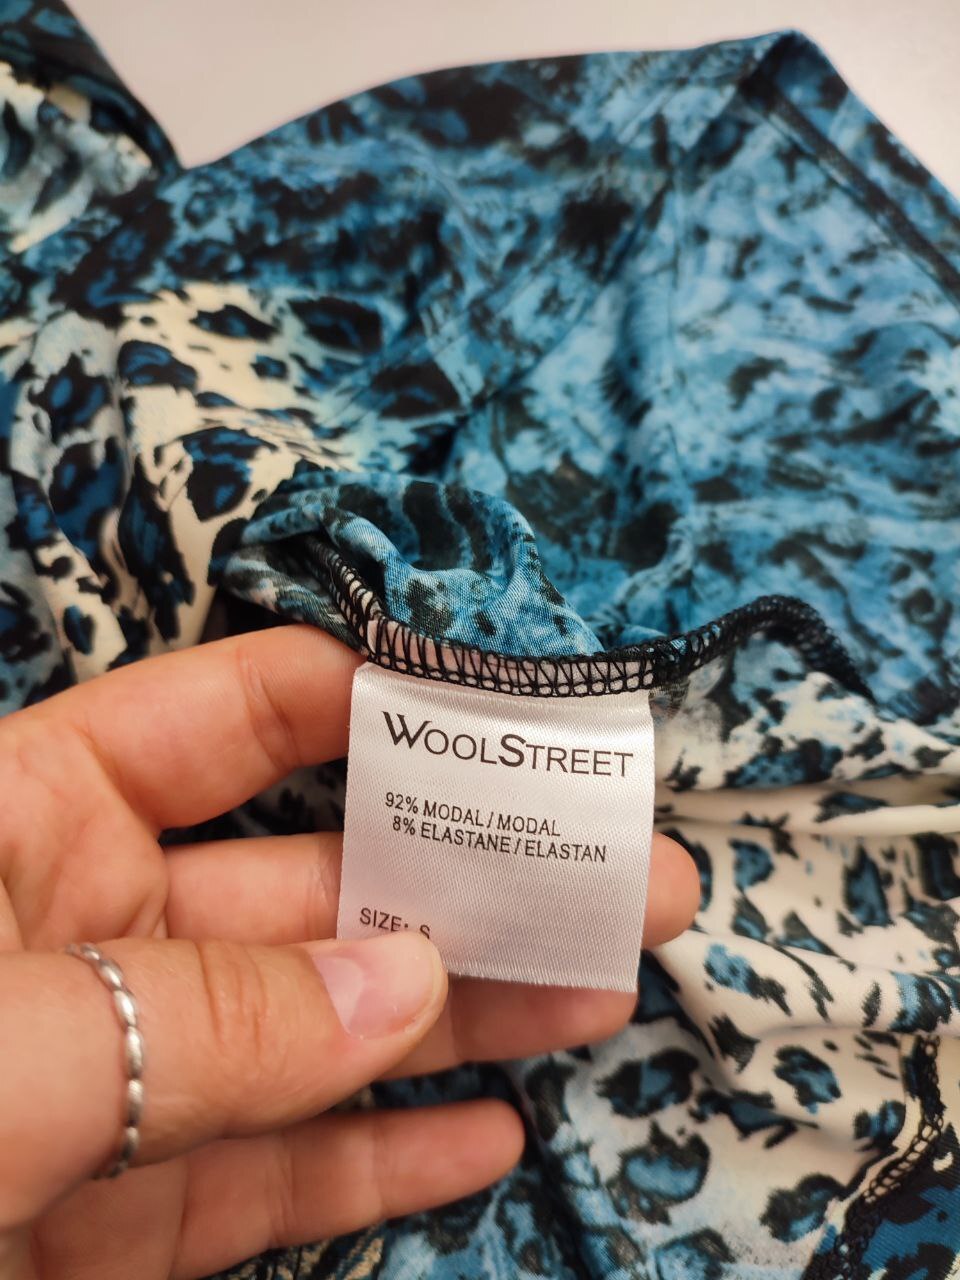 WOOLSTREET
92% MODAL / MODAL
8% ELASTANE / ELASTAN
SIZE: S